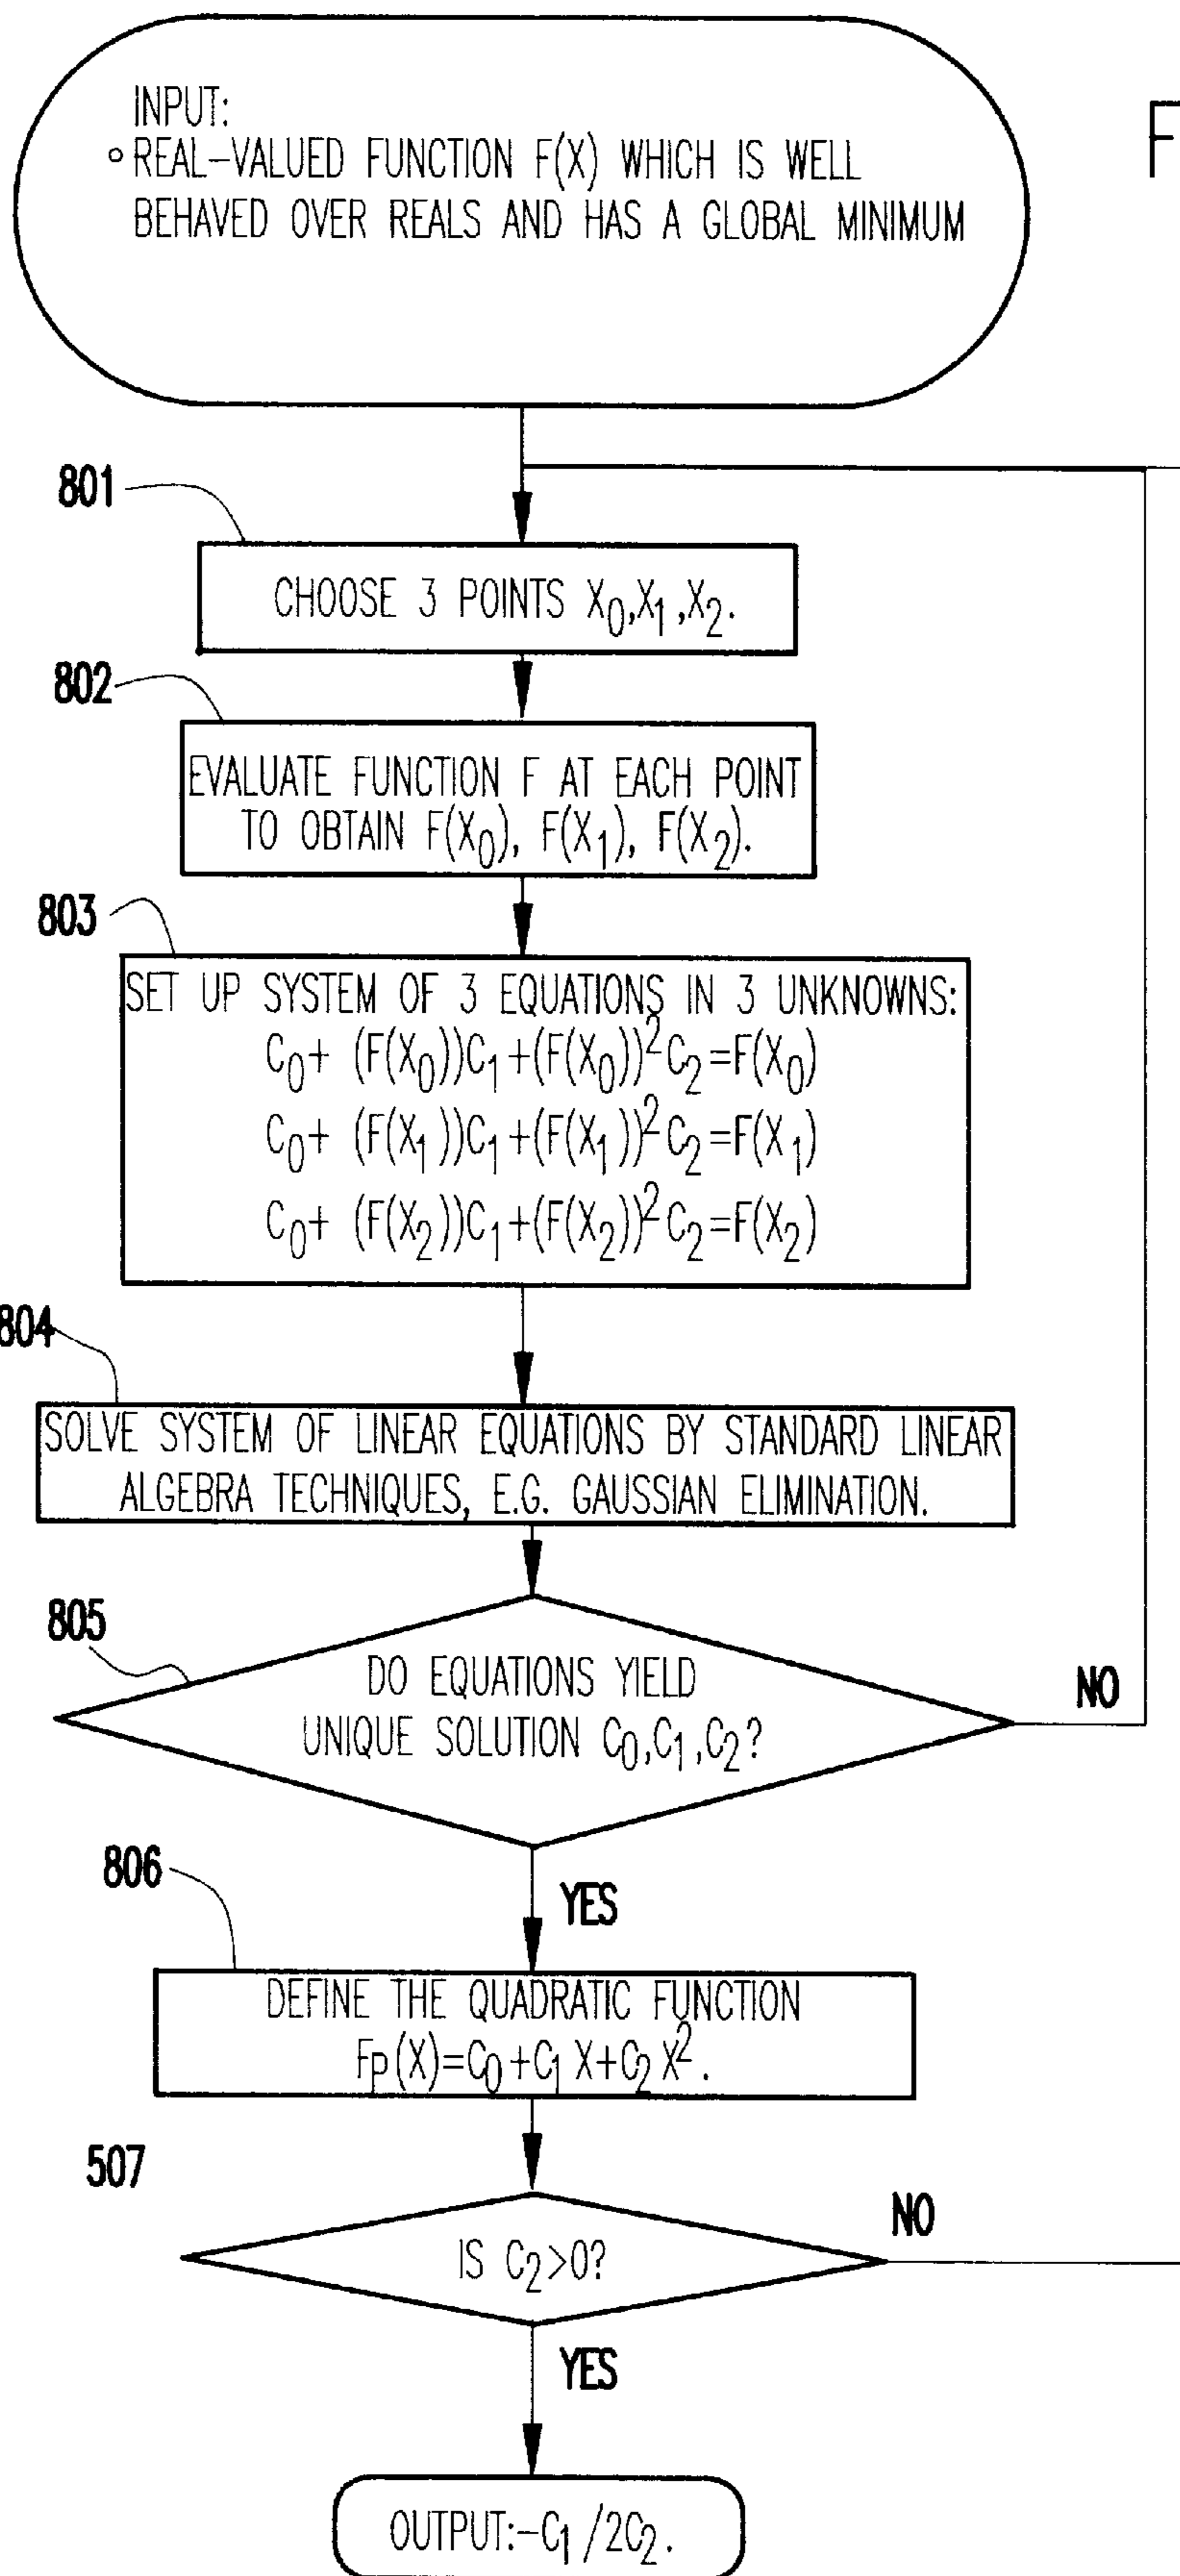 INPUT:
∘ REAL-VALUED FUNCTION F(X) WHICH IS WELL
BEHAVED OVER REALS AND HAS A GLOBAL MINIMUM
F
801
CHOOSE 3 POINTS X₀,X₁,X₂.
802
EVALUATE FUNCTION F AT EACH POINT
TO OBTAIN F(X₀), F(X₁), F(X₂).
803
SET UP SYSTEM OF 3 EQUATIONS IN 3 UNKNOWNS:
C₀+ (F(X₀))C₁+(F(X₀))²C₂=F(X₀)
C₀+ (F(X₁))C₁+(F(X₁))²C₂=F(X₁)
C₀+ (F(X₂))C₁+(F(X₂))²C₂=F(X₂)
804
SOLVE SYSTEM OF LINEAR EQUATIONS BY STANDARD LINEAR
ALGEBRA TECHNIQUES, E.G. GAUSSIAN ELIMINATION.
805
DO EQUATIONS YIELD
UNIQUE SOLUTION C₀,C₁,C₂?
NO
YES
806
DEFINE THE QUADRATIC FUNCTION
Fₚ(X)=C₀+C₁X+C₂X².
507
IS C₂>0?
NO
YES
OUTPUT:-C₁/2C₂.